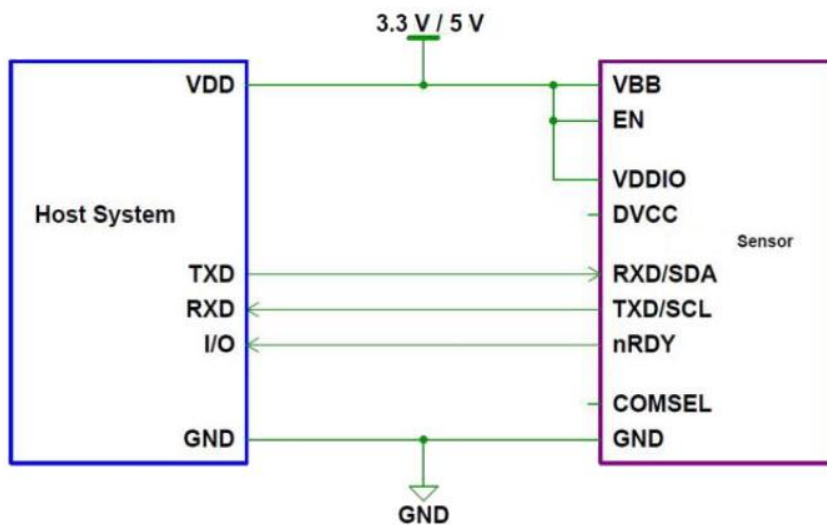 3.3 V / 5 V
VDD
VBB
EN
VDDIO
Host System
DVCC
Sensor
TXD
RXD/SDA
RXD
TXD/SCL
I/O
nRDY
COMSEL
GND
GND
GND